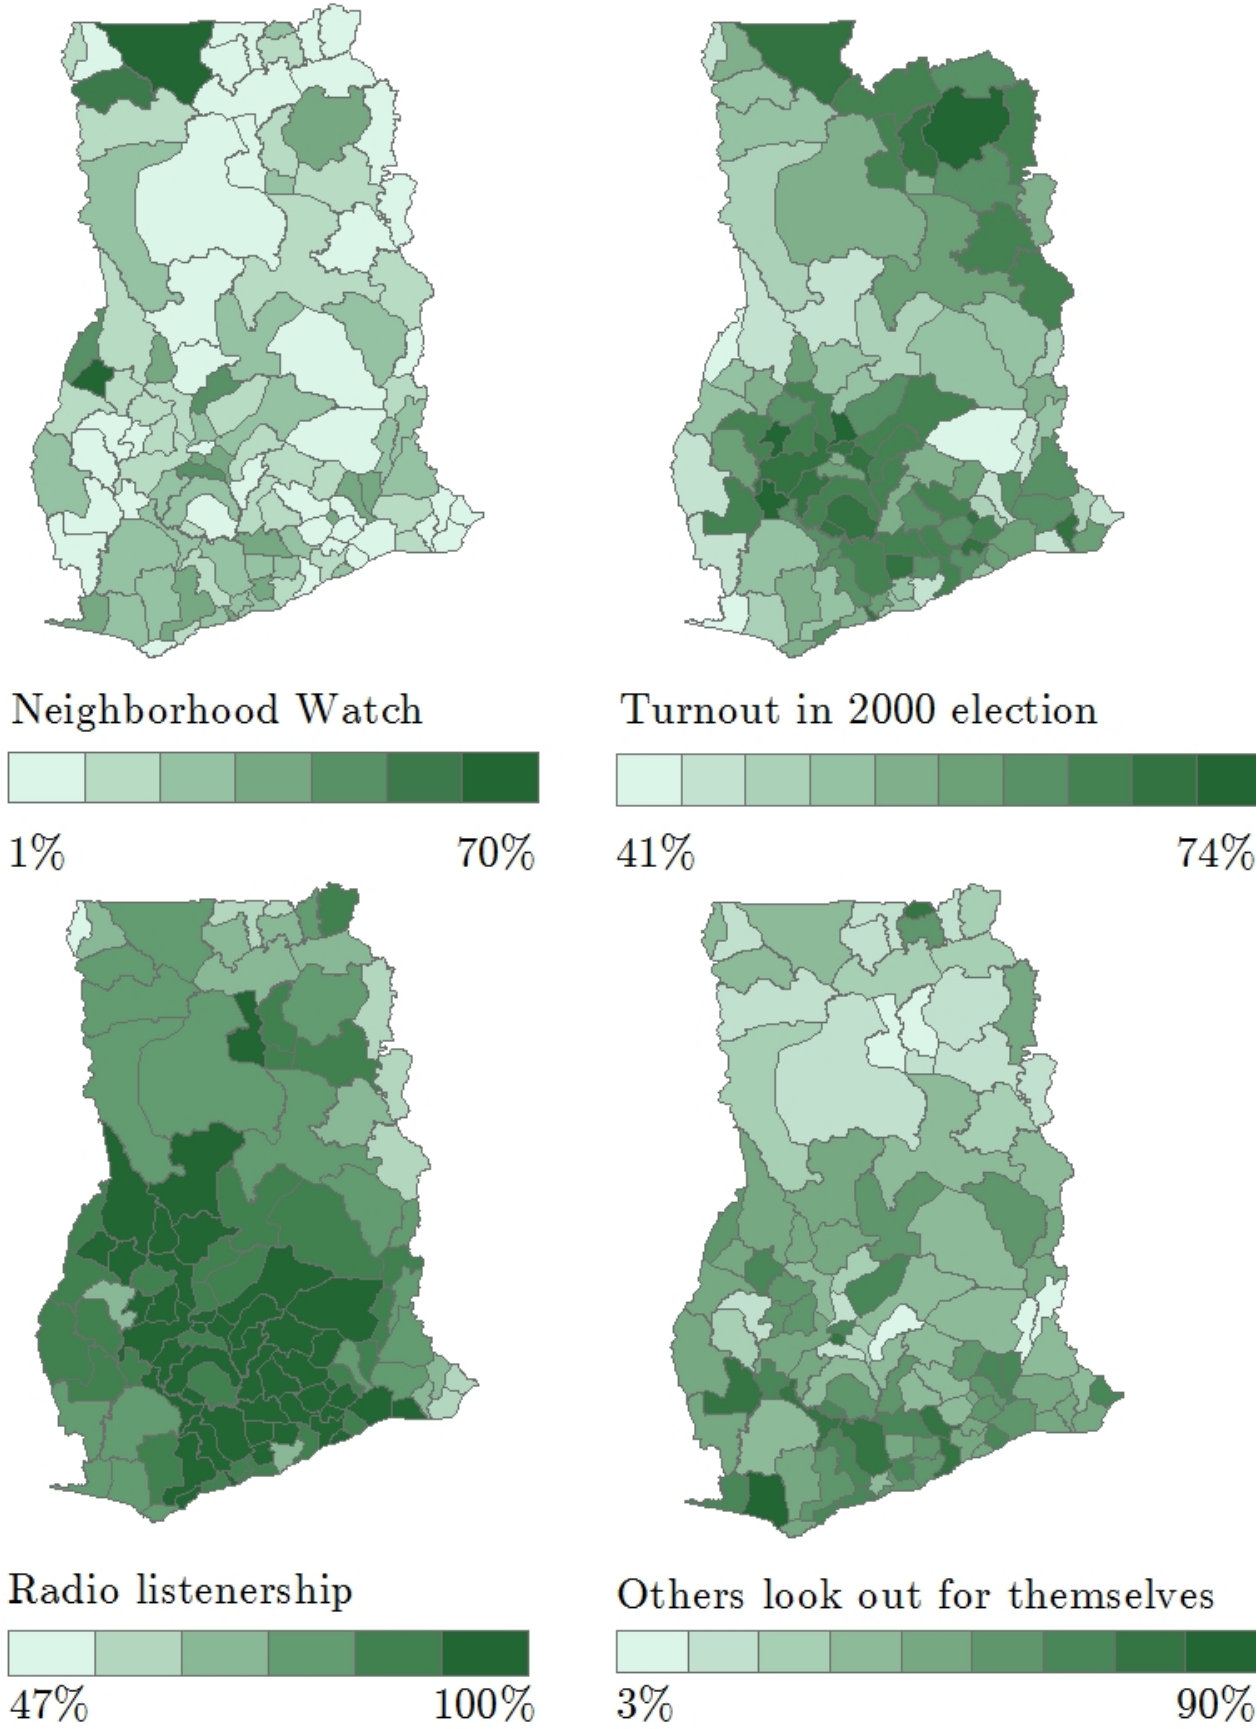 Neighborhood Watch
1% 70%
Turnout in 2000 election
41% 74%
Radio listenership
47% 100%
Others look out for themselves
3% 90%